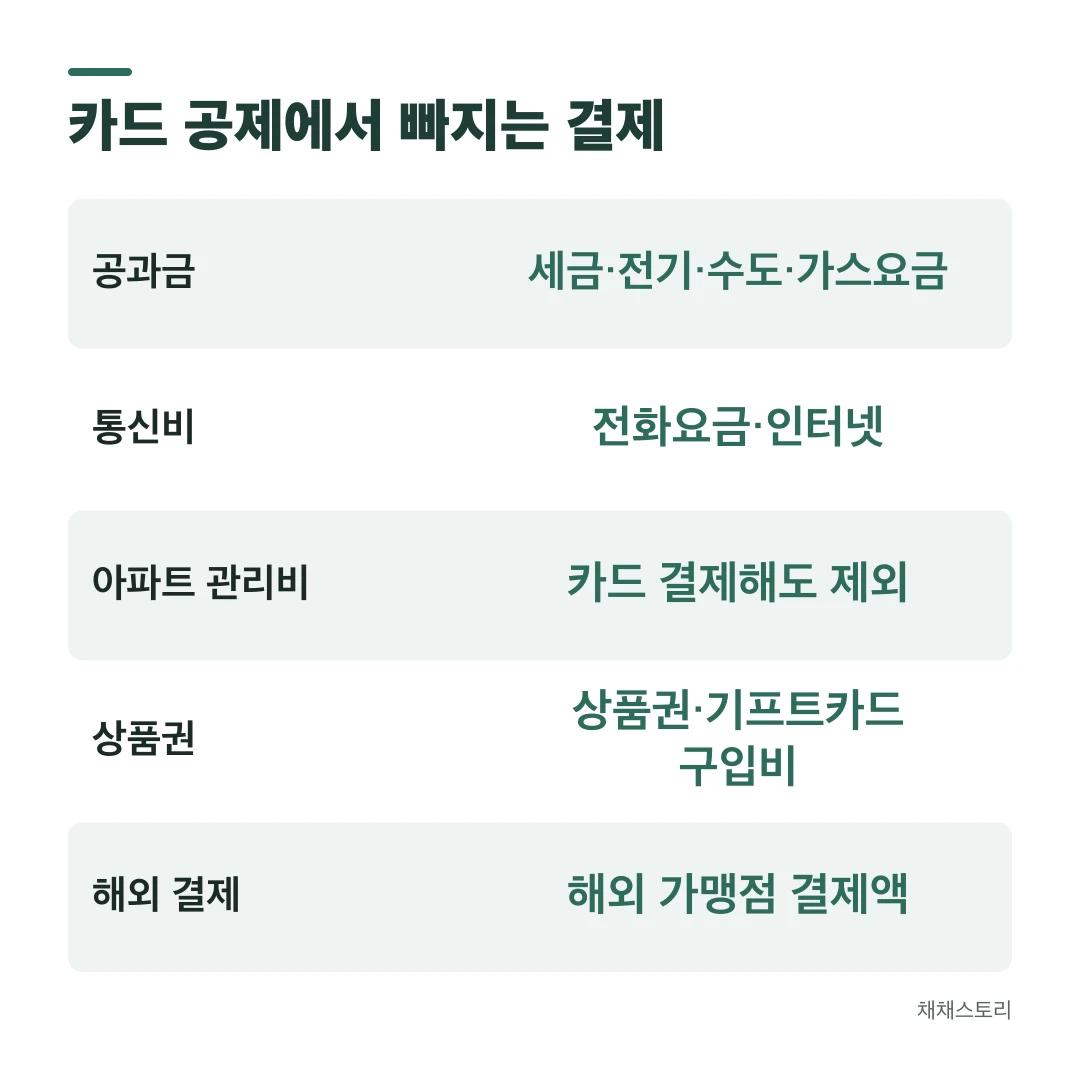 카드 공제에서 빠지는 결제
공과금
세금·전기·수도·가스요금
통신비
전화요금·인터넷
아파트 관리비
카드 결제해도 제외
상품권
상품권·기프트카드
구입비
해외 결제
해외 가맹점 결제액
채채스토리